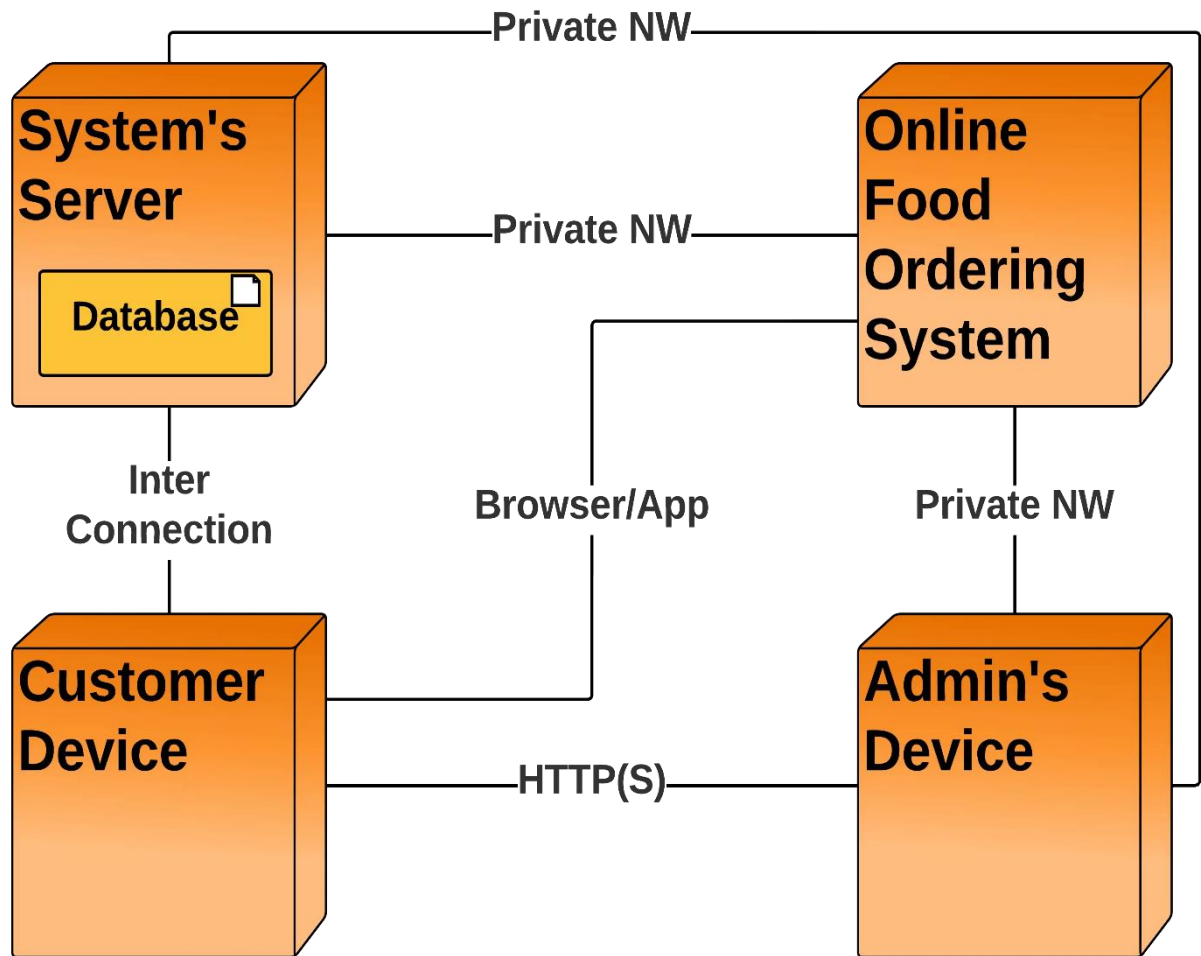 Private NW
System's
Server
Database
Online
Food
Ordering
System
Private NW
Inter
Connection
Browser/App
Private NW
Customer
Device
Admin's
Device
HTTP(S)